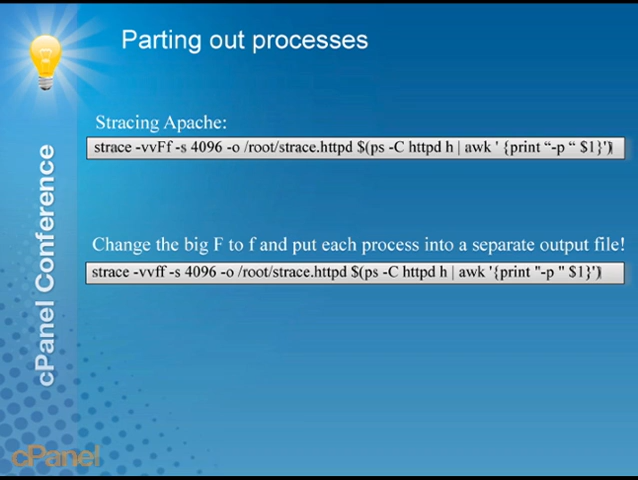 Parting out processes
Stracing Apache:
strace -vvFf -s 4096 -o /root/strace.httpd $(ps -C httpd h | awk ' {print “-p “ $1}')
Change the big F to f and put each process into a separate output file!
strace -vvff -s 4096 -o /root/strace.httpd $(ps -C httpd h | awk '{print "-p " $1}')
cPanel Conference
cPanel